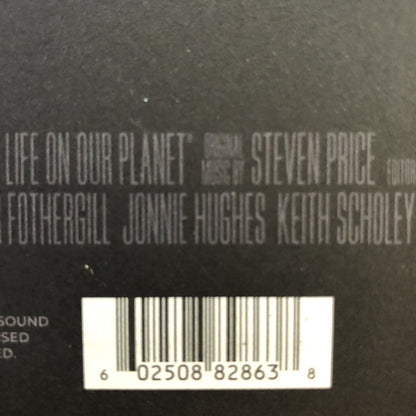 LIFE ON OUR PLANET" ORIGINAL MUSIC BY STEVEN PRICE
FOTHERGILL JONNIE HUGHES KEITH SCHOLEY
SOUND
ED.
6 02508 82863 8